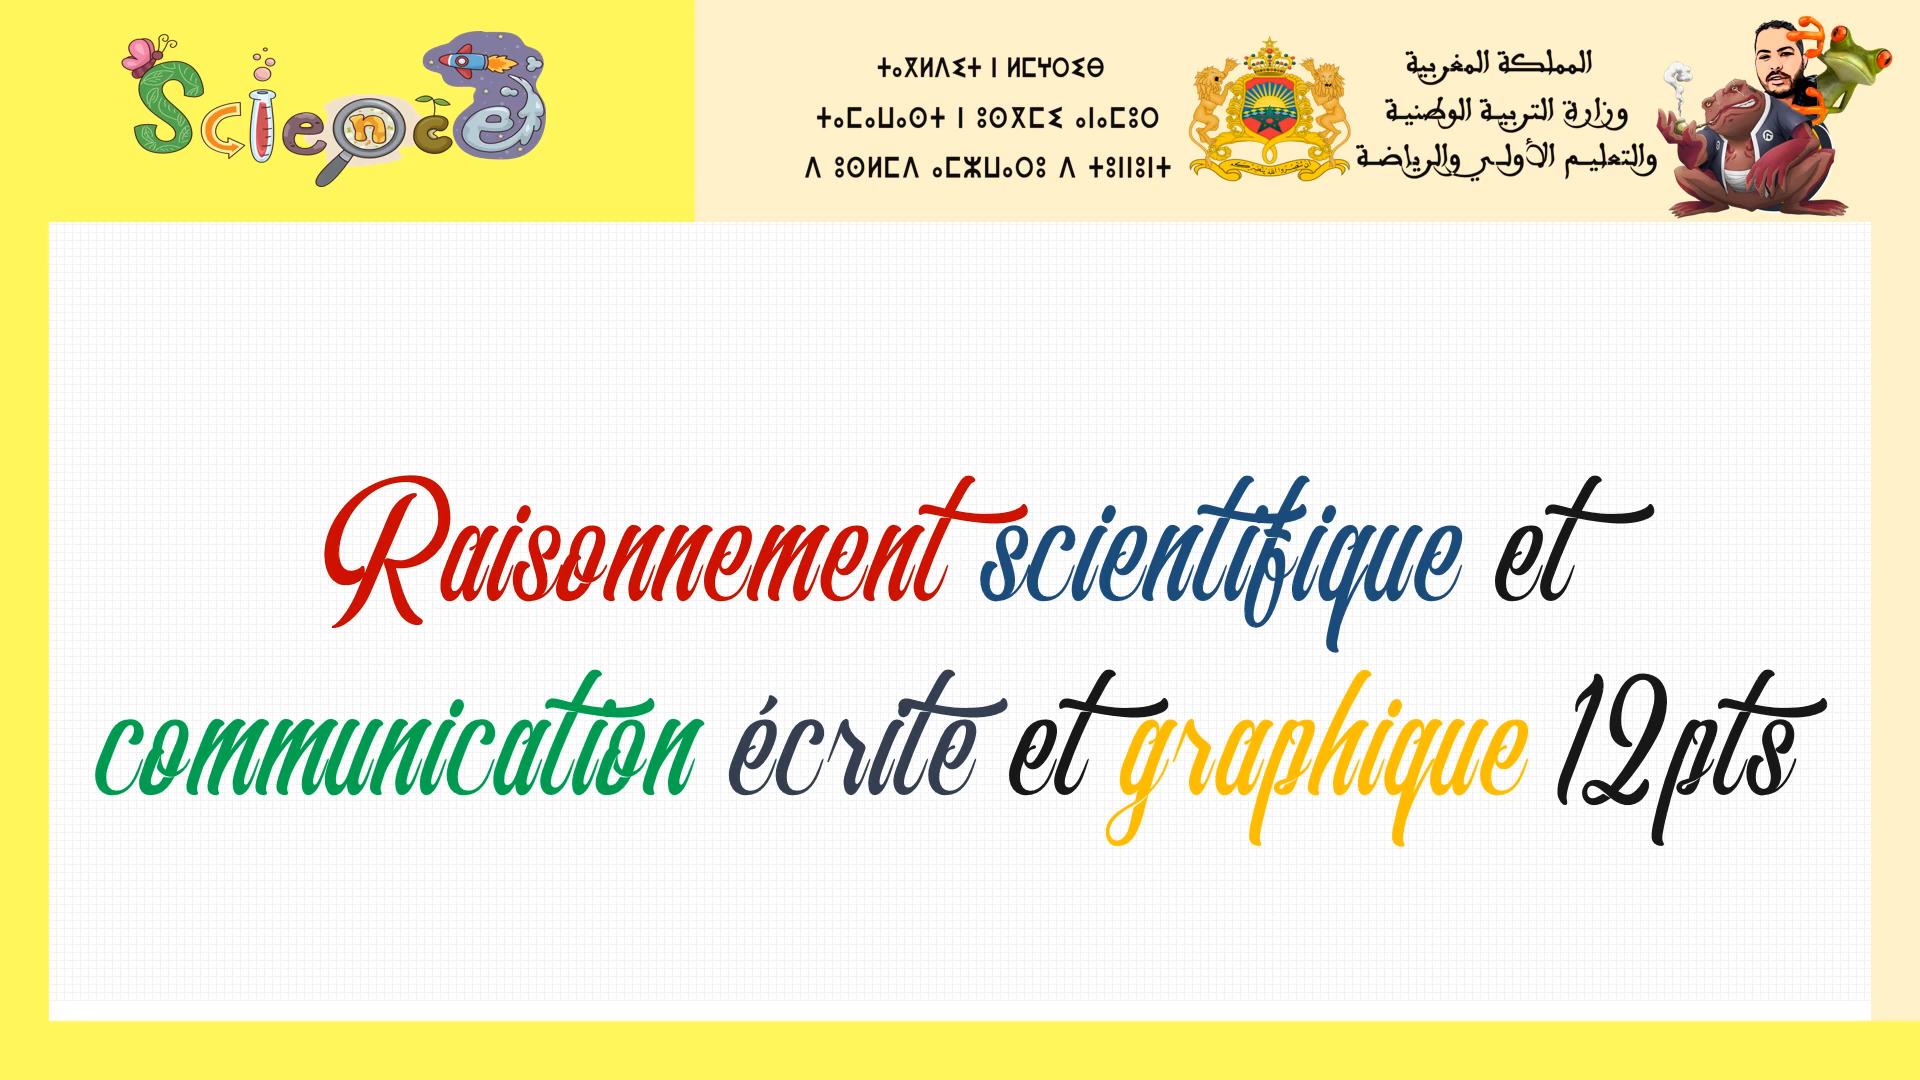 Science
ⵜⴰⴳⵍⴷⵉⵜ ⵏ ⵍⵎⵖⵔⵉⴱ
ⵜⴰⵎⴰⵡⴰⵙⵜ ⵏ ⵓⵙⴳⵎⵉ ⴰⵏⴰⵎⵓⵔ
ⴷ ⵓⵙⵍⵎⴷ ⴰⵎⵣⵡⴰⵔⵓ ⴷ ⵜⵓⵏⵏⵓⵏⵜ
المملكة المغربية
وزارة التربية الوطنية
والتعليم الأولي والرياضة
Raisonnement scientifique et
communication écrite et graphique 12pts